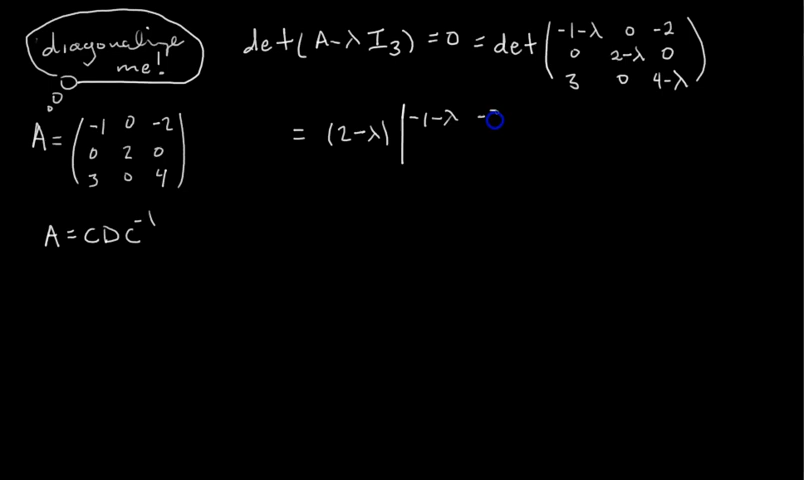 diagonalize
me!
det(A-λI₃)=0=det(-1-λ 0 -2
0 2-λ 0
3 0 4-λ)
A=(-1 0 -2
0 2 0
3 0 4)
=(2-λ)|-1-λ -
A=CDC⁻¹